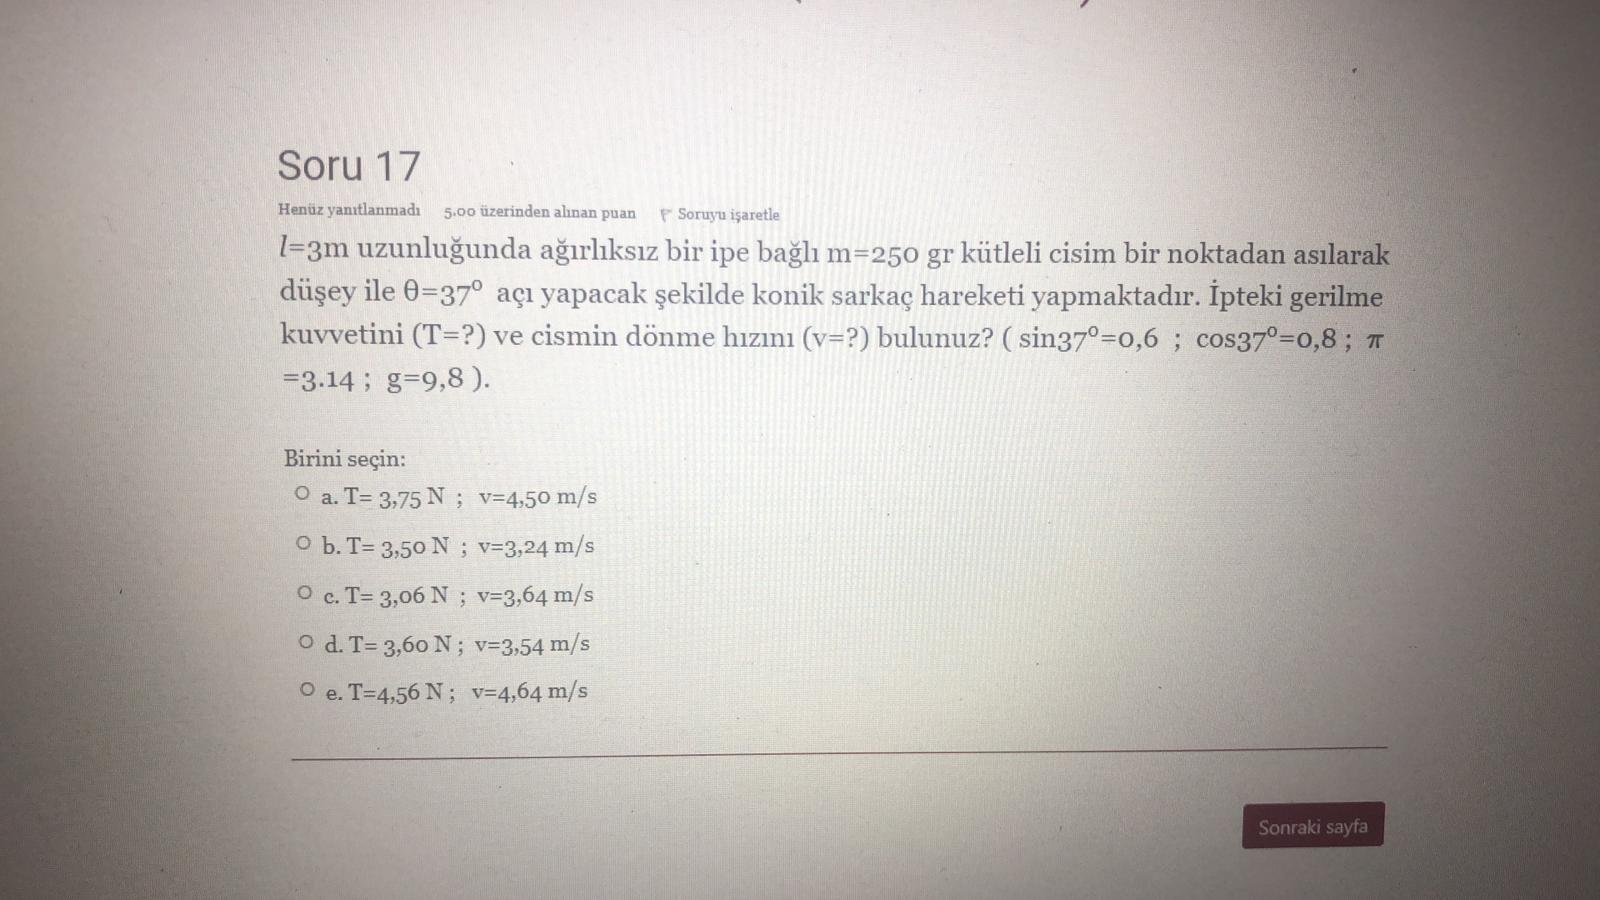 Soru 17
Henüz yanıtlanmadı 5,00 üzerinden alınan puan Soruyu işaretle
l=3m uzunluğunda ağırlıksız bir ipe bağlı m=250 gr kütleli cisim bir noktadan asılarak
düşey ile θ=37⁰ açı yapacak şekilde konik sarkaç hareketi yapmaktadır. İpteki gerilme
kuvvetini (T=?) ve cismin dönme hızını (v=?) bulunuz? ( sin37⁰=0,6 ; cos37⁰=0,8 ; π
=3.14 ; g=9,8 ).
Birini seçin:
a. T= 3,75 N ; v=4,50 m/s
b. T= 3,50 N ; v=3,24 m/s
c. T= 3,06 N ; v=3,64 m/s
d. T= 3,60 N ; v=3,54 m/s
e. T=4,56 N ; v=4,64 m/s
Sonraki sayfa